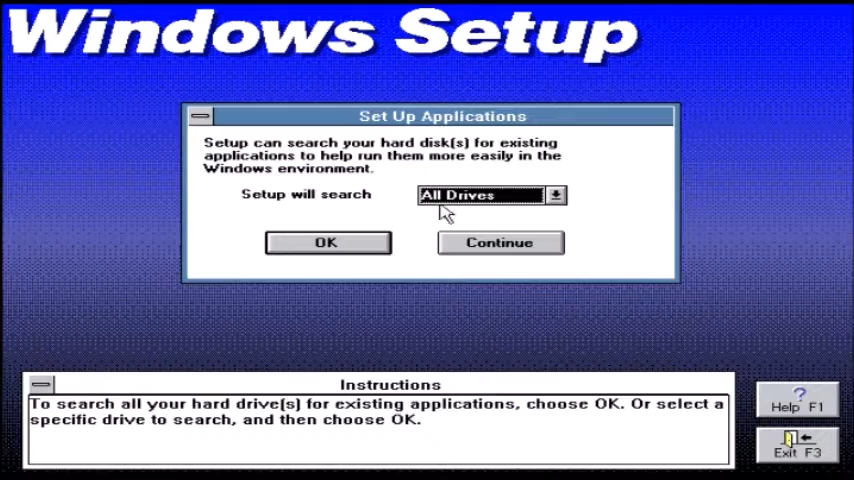 Windows Setup
Set Up Applications
Setup can search your hard disk(s) for existing
applications to help run them more easily in the
Windows environment.
Setup will search All Drives
OK Continue
Instructions
To search all your hard drive(s) for existing applications, choose OK. Or select a
specific drive to search, and then choose OK.
?
Help F1
Exit F3